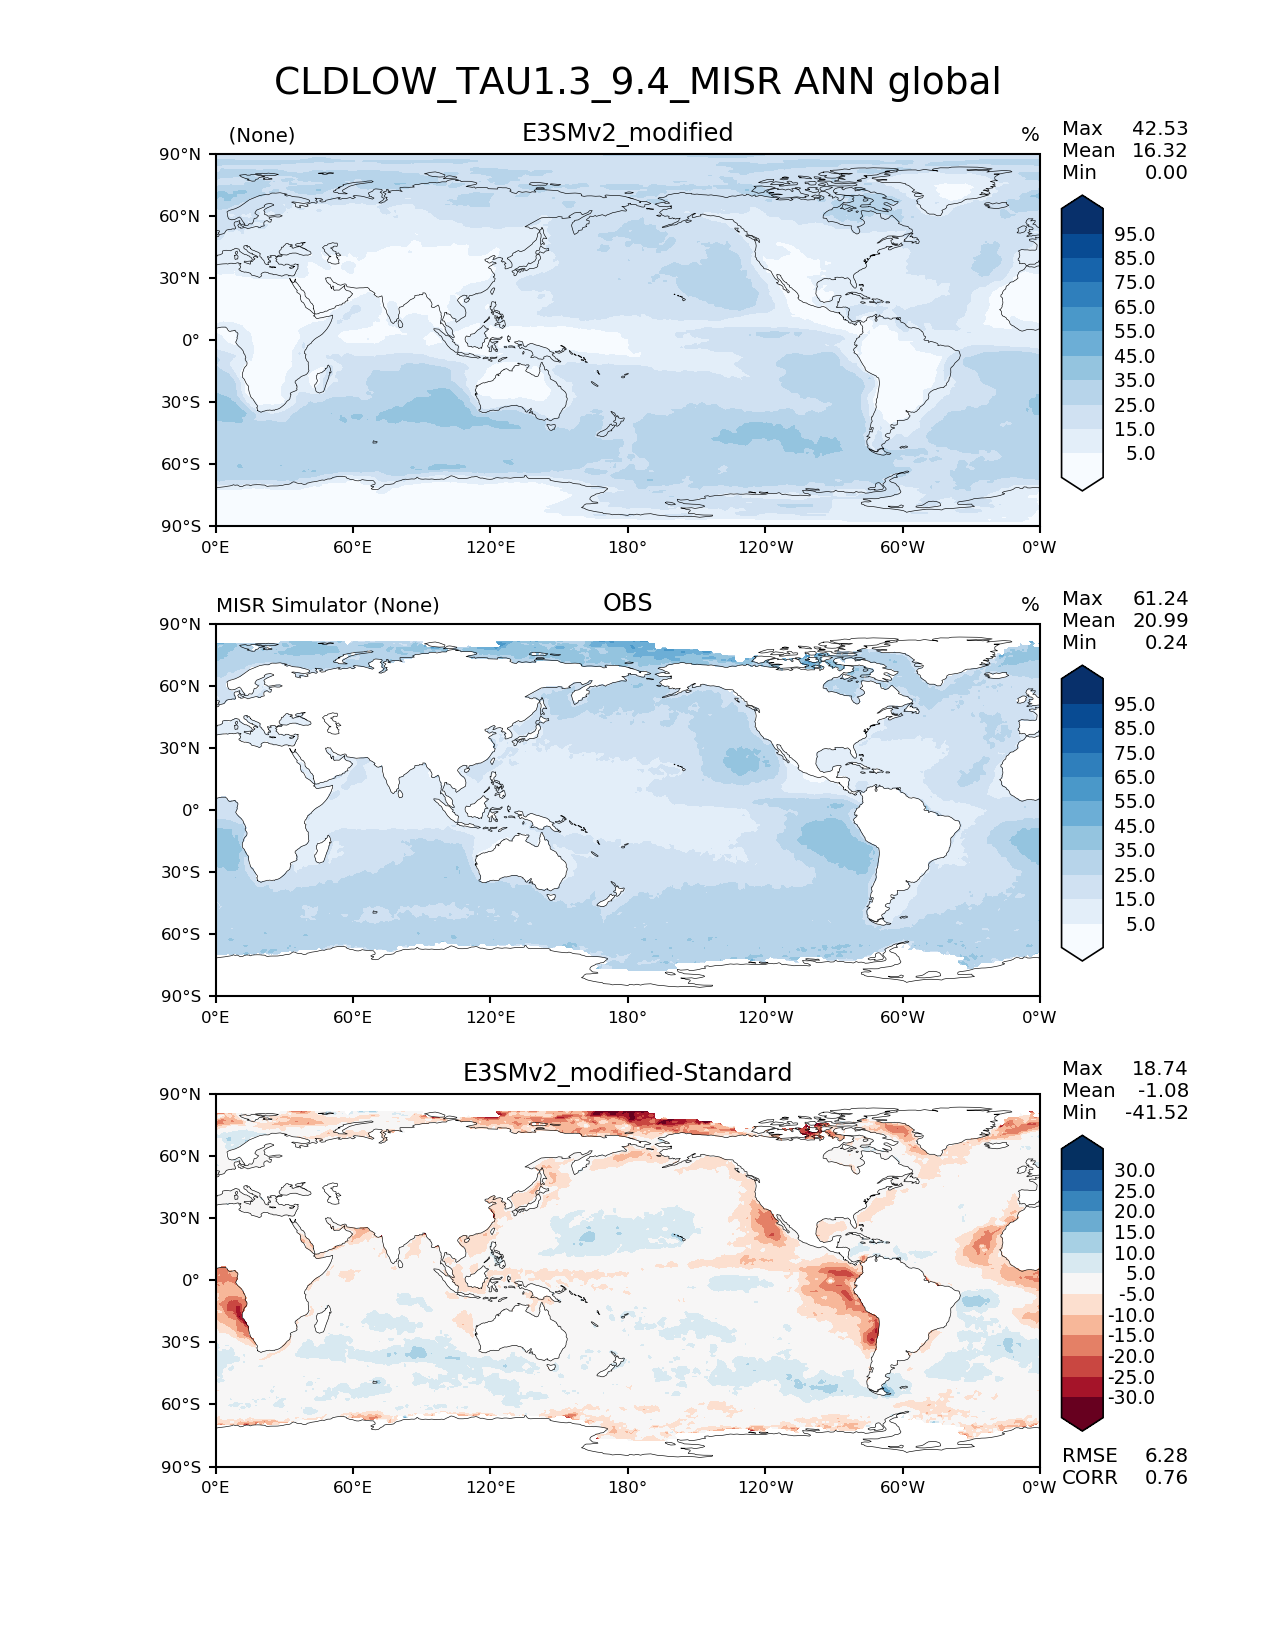 CLDLOW_TAU1.3_9.4_MISR ANN global
(None) E3SMv2_modified %
Max 42.53
Mean 16.32
Min 0.00
90°N
60°N
30°N
0°
30°S
60°S
90°S
0°E 60°E 120°E 180° 120°W 60°W 0°W
95.0
85.0
75.0
65.0
55.0
45.0
35.0
25.0
15.0
5.0
MISR Simulator (None) OBS %
Max 61.24
Mean 20.99
Min 0.24
90°N
60°N
30°N
0°
30°S
60°S
90°S
0°E 60°E 120°E 180° 120°W 60°W 0°W
95.0
85.0
75.0
65.0
55.0
45.0
35.0
25.0
15.0
5.0
E3SMv2_modified-Standard
Max 18.74
Mean -1.08
Min -41.52
90°N
60°N
30°N
0°
30°S
60°S
90°S
0°E 60°E 120°E 180° 120°W 60°W 0°W
30.0
25.0
20.0
15.0
10.0
5.0
-5.0
-10.0
-15.0
-20.0
-25.0
-30.0
RMSE 6.28
CORR 0.76